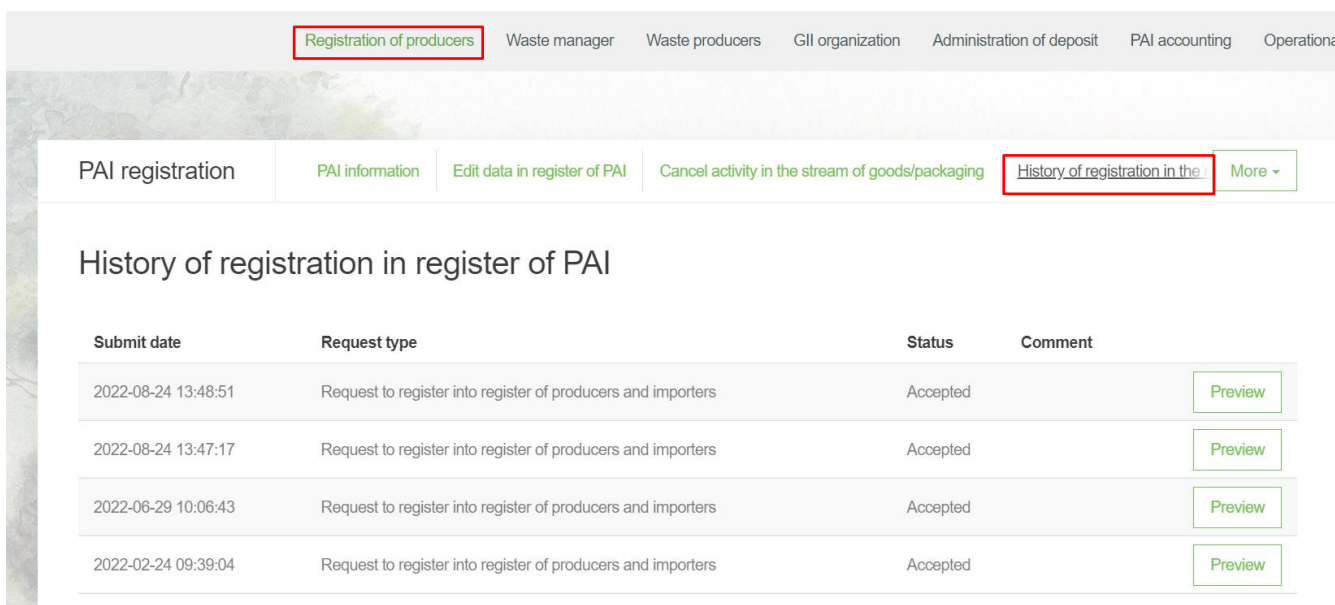 Registration of producers Waste manager Waste producers GII organization Administration of deposit PAI accounting Operationa
PAI registration PAI information Edit data in register of PAI Cancel activity in the stream of goods/packaging History of registration in the More
History of registration in register of PAI
Submit date Request type Status Comment
2022-08-24 13:48:51 Request to register into register of producers and importers Accepted Preview
2022-08-24 13:47:17 Request to register into register of producers and importers Accepted Preview
2022-06-29 10:06:43 Request to register into register of producers and importers Accepted Preview
2022-02-24 09:39:04 Request to register into register of producers and importers Accepted Preview